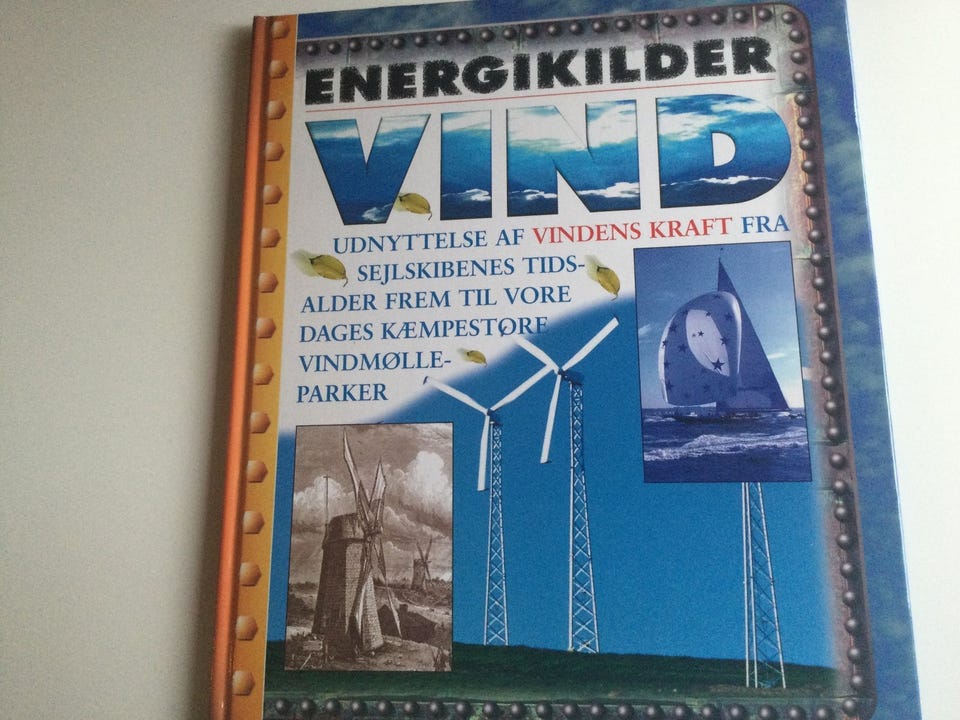 ENERGIKILDER
VIND
UDNYTTELSE AF VINDENS KRAFT FRA
SEJLSKIBENES TIDS-
ALDER FREM TIL VORE
DAGES KÆMPESTORE
VINDMØLLE-
PARKER